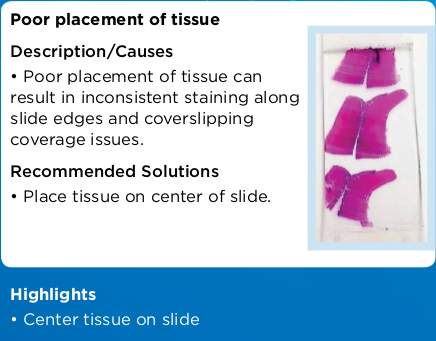 Poor placement of tissue
Description/Causes
• Poor placement of tissue can
result in inconsistent staining along
slide edges and coverslipping
coverage issues.
Recommended Solutions
• Place tissue on center of slide.
Highlights
• Center tissue on slide